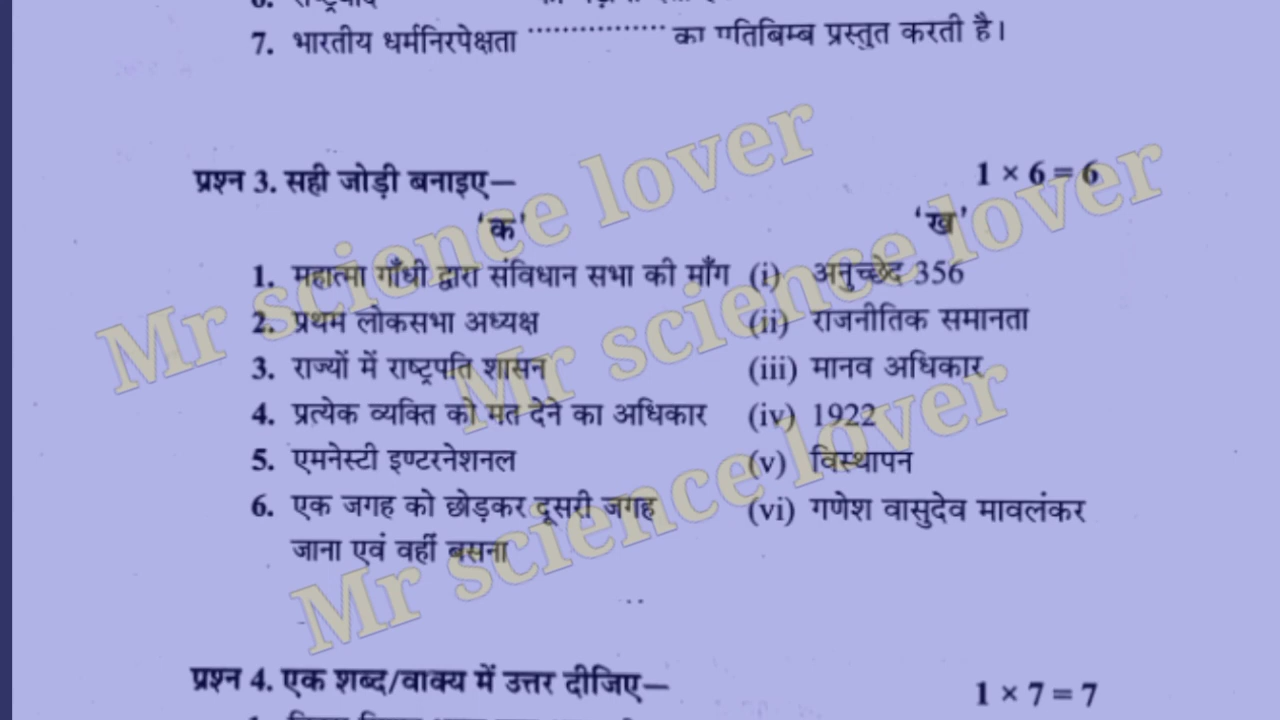 7. भारतीय धर्मनिरपेक्षता ................ का प्रतिबिम्ब प्रस्तुत करती है।
प्रश्न 3. सही जोड़ी बनाइए— 1 × 6 = 6
'क' 'ख'
1. महात्मा गाँधी द्वारा संविधान सभा की माँग (i) अनुच्छेद 356
2. प्रथम लोकसभा अध्यक्ष (ii) राजनीतिक समानता
3. राज्यों में राष्ट्रपति शासन (iii) मानव अधिकार
4. प्रत्येक व्यक्ति को मत देने का अधिकार (iv) 1922
5. एमनेस्टी इण्टरनेशनल (v) विस्थापन
6. एक जगह को छोड़कर दूसरी जगह (vi) गणेश वासुदेव मावलंकर
जाना एवं वहीं बसना
प्रश्न 4. एक शब्द/वाक्य में उत्तर दीजिए— 1 × 7 = 7
Mr science lover
Mr science lover
Mr science lover